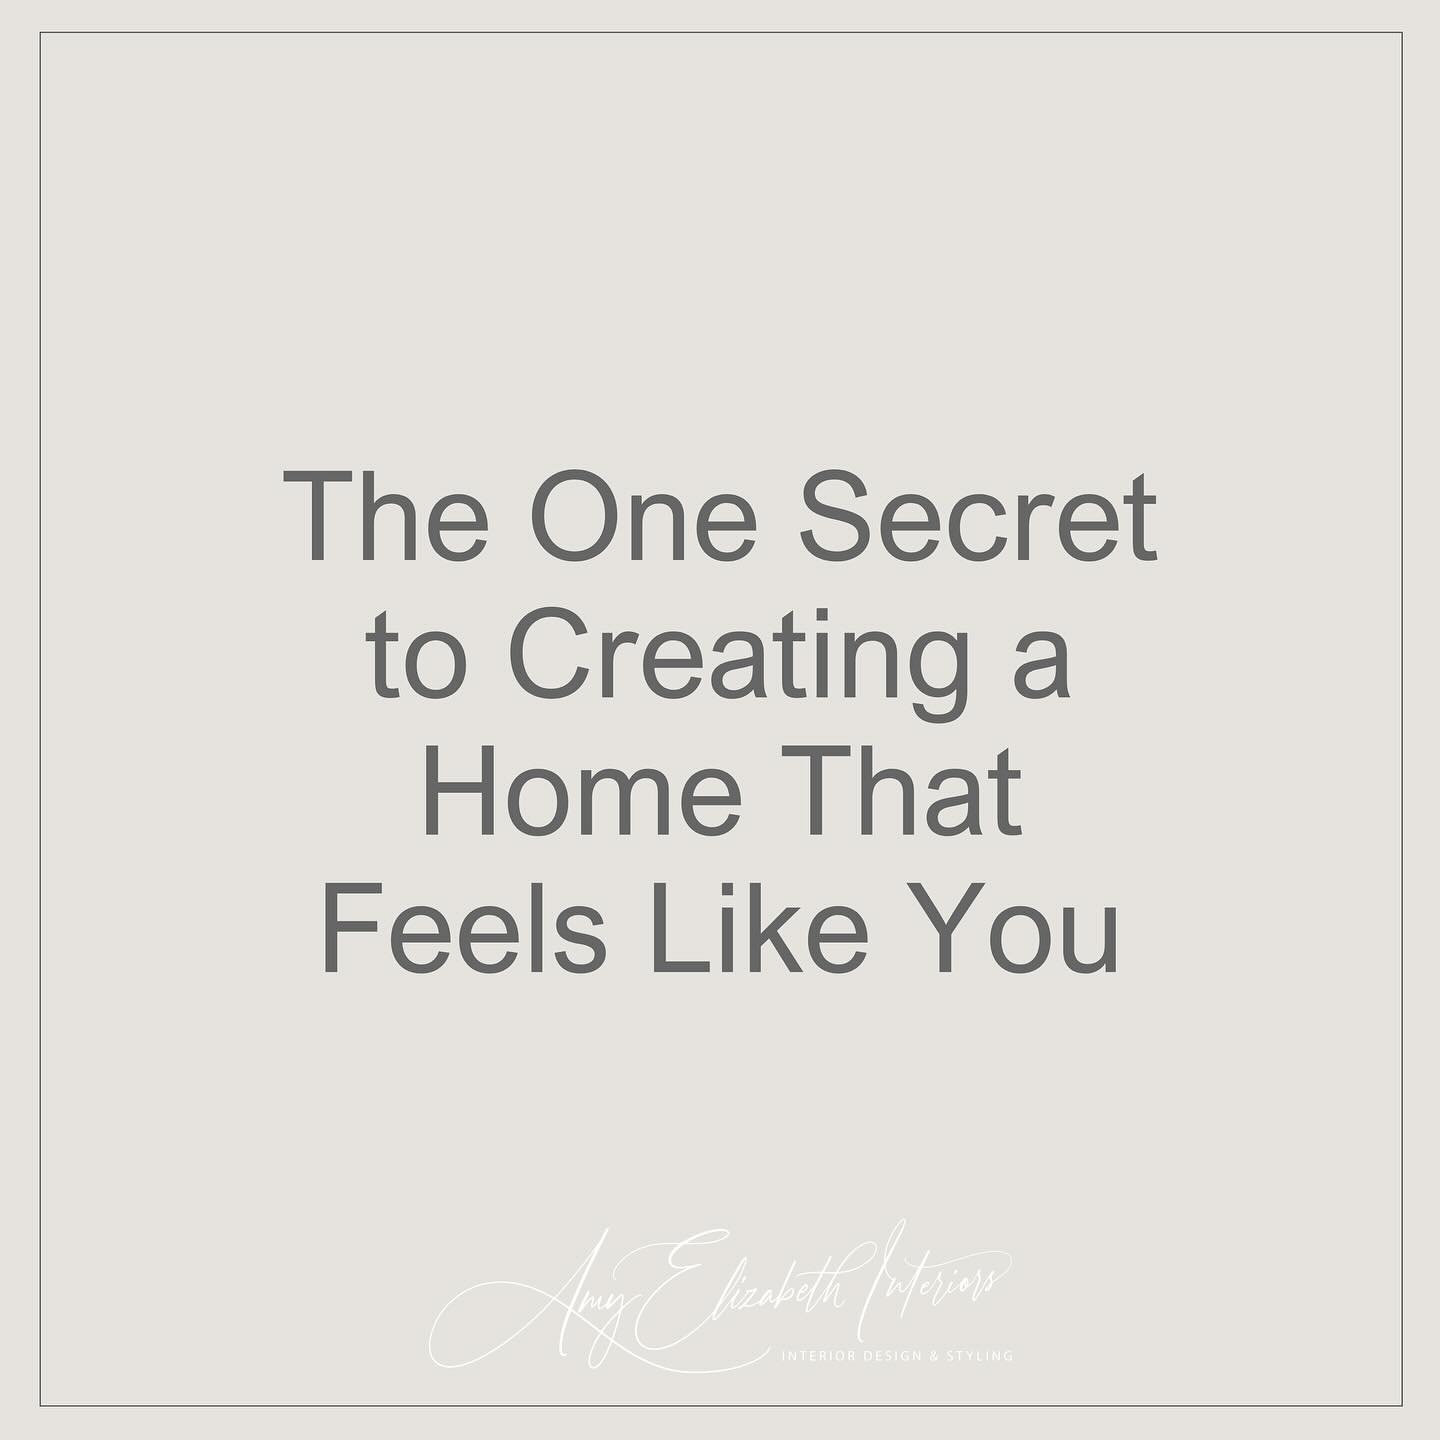 The One Secret
to Creating a
Home That
Feels Like You
Amy Elizabeth Interiors
INTERIOR DESIGN & STYLING